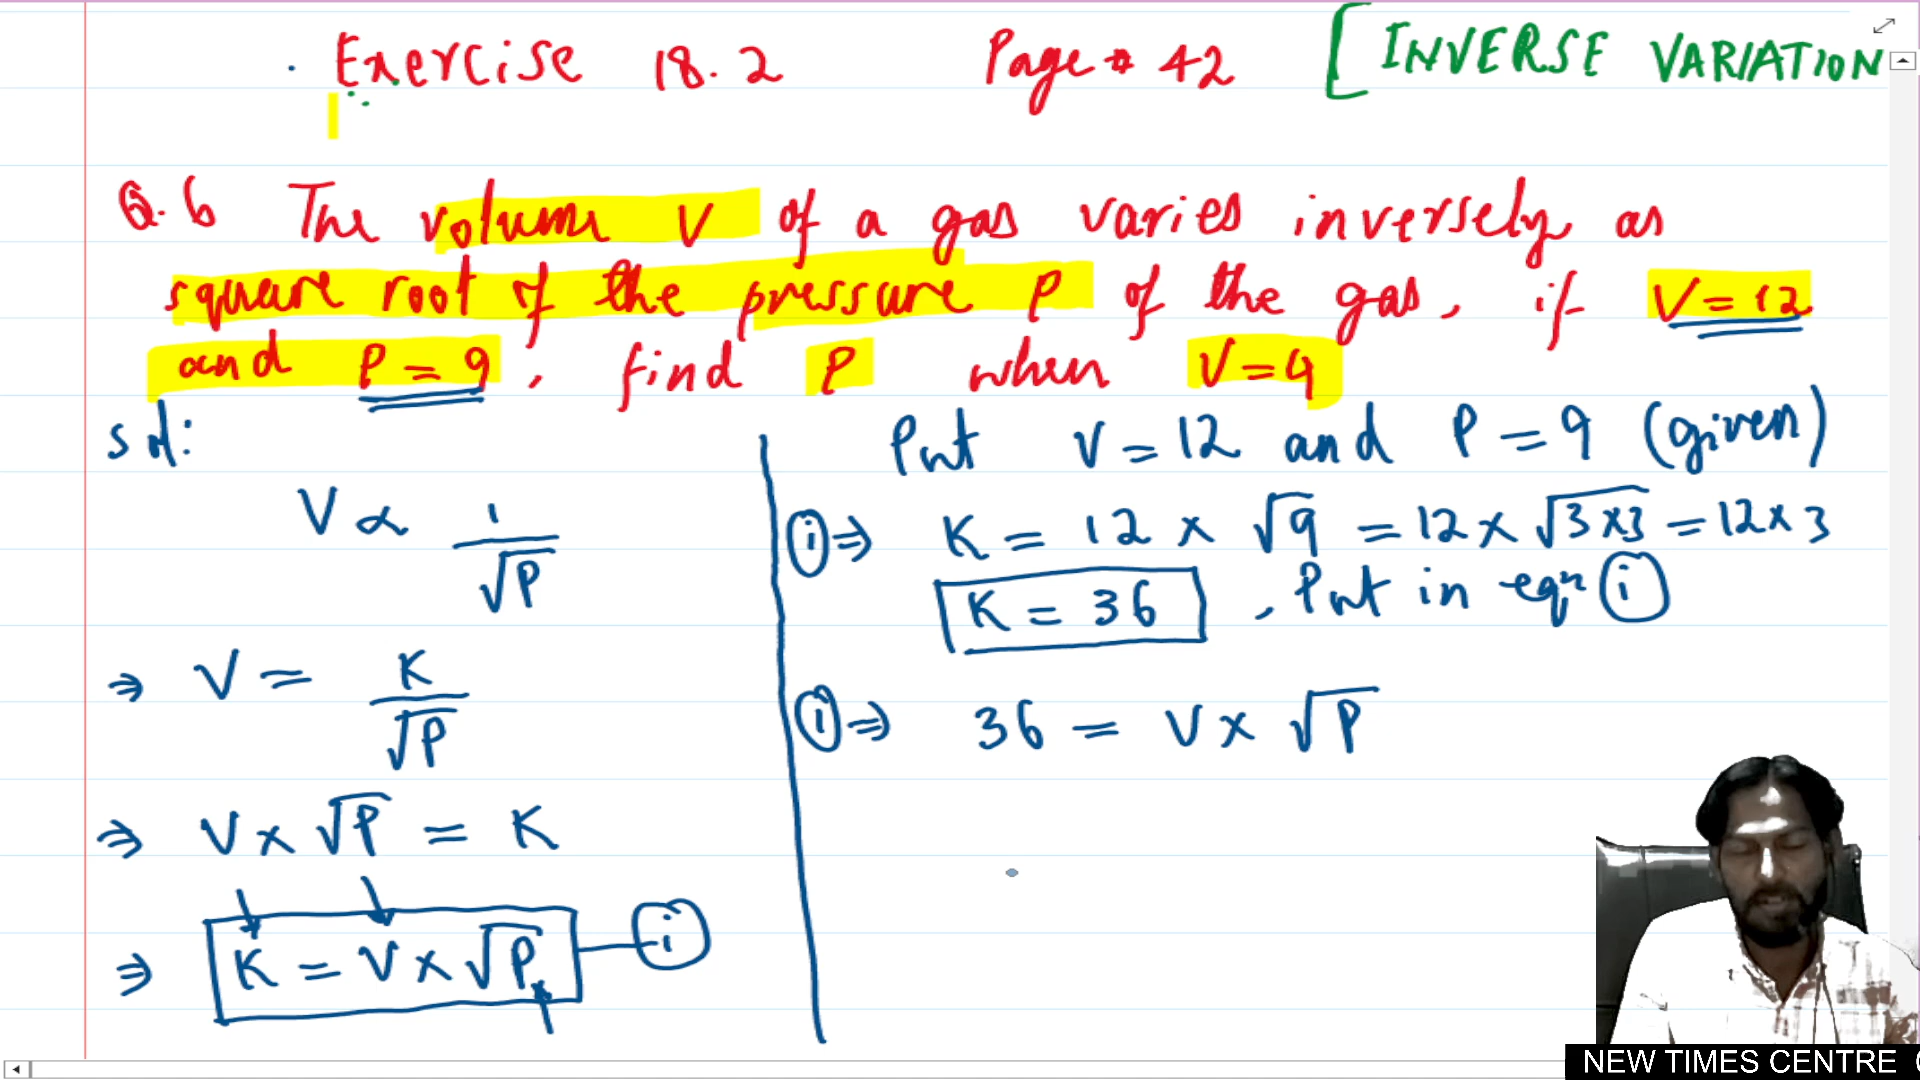 Exercise 18.2 Page # 42 [ INVERSE VARIATION
Q.6 The volume V of a gas varies inversely as
square root of the pressure P of the gas, if V = 12
and P = 9, find P when V = 4
Sol:
V ∝ 1/√P
⇒ V = K/√P
⇒ V × √P = K
⇒ K = V × √P — (i)
Put V = 12 and P = 9 (given)
(i) ⇒ K = 12 × √9 = 12 × √3×3 = 12 × 3
K = 36, Put in eqn (i)
(i) ⇒ 36 = V × √P
NEW TIMES CENTRE (